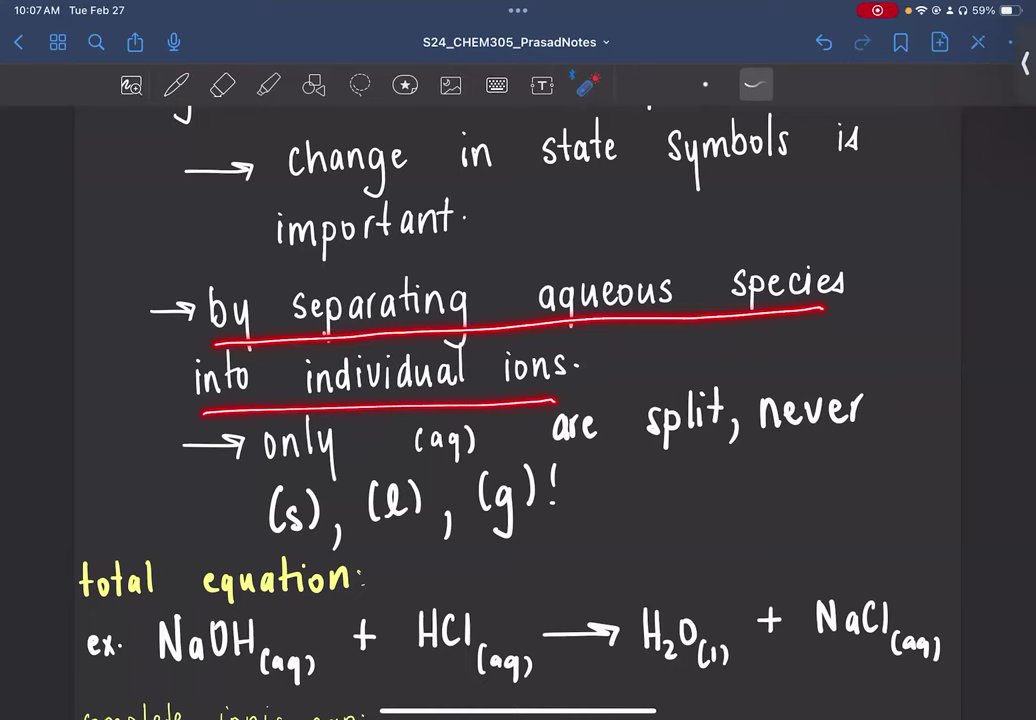 10:07 AM Tue Feb 27
59%
S24_CHEM305_PrasadNotes
→ change in state symbols is
important.
→ by separating aqueous species
into individual ions.
→ only (aq) are split, never
(s), (l), (g)!
total equation:
ex. NaOH(aq) + HCl(aq) → H₂O(l) + NaCl(aq)